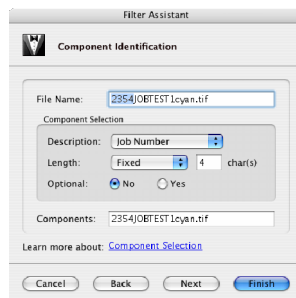 Filter Assistant
Component Identification
File Name: 2354JOBTEST1cyan.tif
Component Selection
Description: Job Number
Length: Fixed 4 char(s)
Optional: No Yes
Components: 2354JOBTEST1cyan.tif
Learn more about: Component Selection
Cancel Back Next Finish